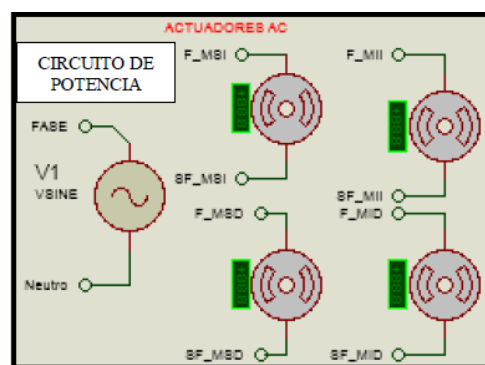 ACTUADORES AC
CIRCUITO DE
POTENCIA
F_MSI
F_MII
FASE
V1
VSINE
SF_MSI
SF_MII
F_MSD
F_MID
Neutro
SF_MSD
SF_MID